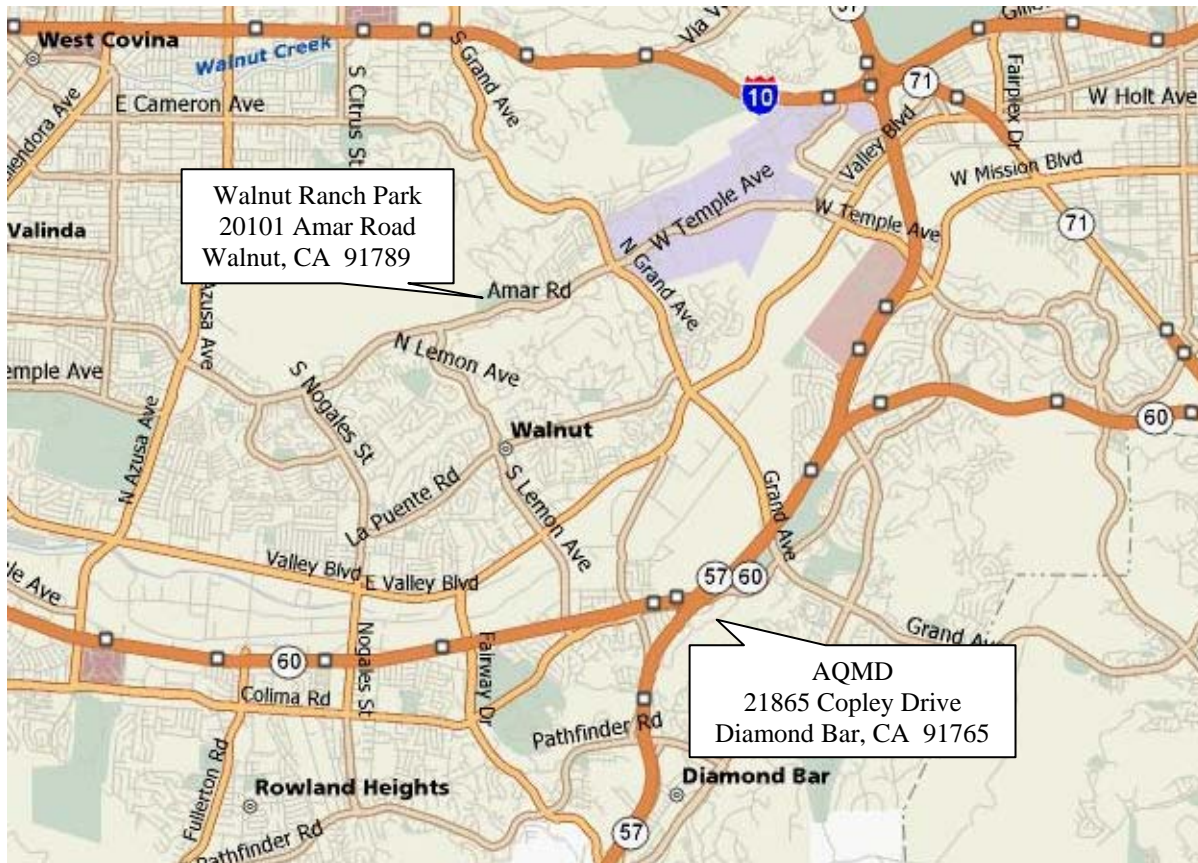 57
Via V
West Covina
Walnut Creek
S Grand Ave
10
71
Fairplex Dr
W Holt Ave
E Cameron Ave
S Citrus St
Valley Blvd
W Mission Blvd
Walnut Ranch Park
20101 Amar Road
Walnut, CA 91789
W Temple Ave
W Temple Ave
71
Valinda
N Grand Ave
Amar Rd
Azusa Ave
N Lemon Ave
emple Ave
S Nogales St
60
Walnut
N Azusa Ave
La Puente Rd
S Lemon Ave
Grand Ave
Valley Blvd
E Valley Blvd
57
60
le Ave
Nogales St
Fairway Dr
Grand Av
60
Colima Rd
AQMD
21865 Copley Drive
Diamond Bar, CA 91765
Pathfinder Rd
Fullerton Rd
Rowland Heights
Diamond Bar
57
Pathfinder Rd